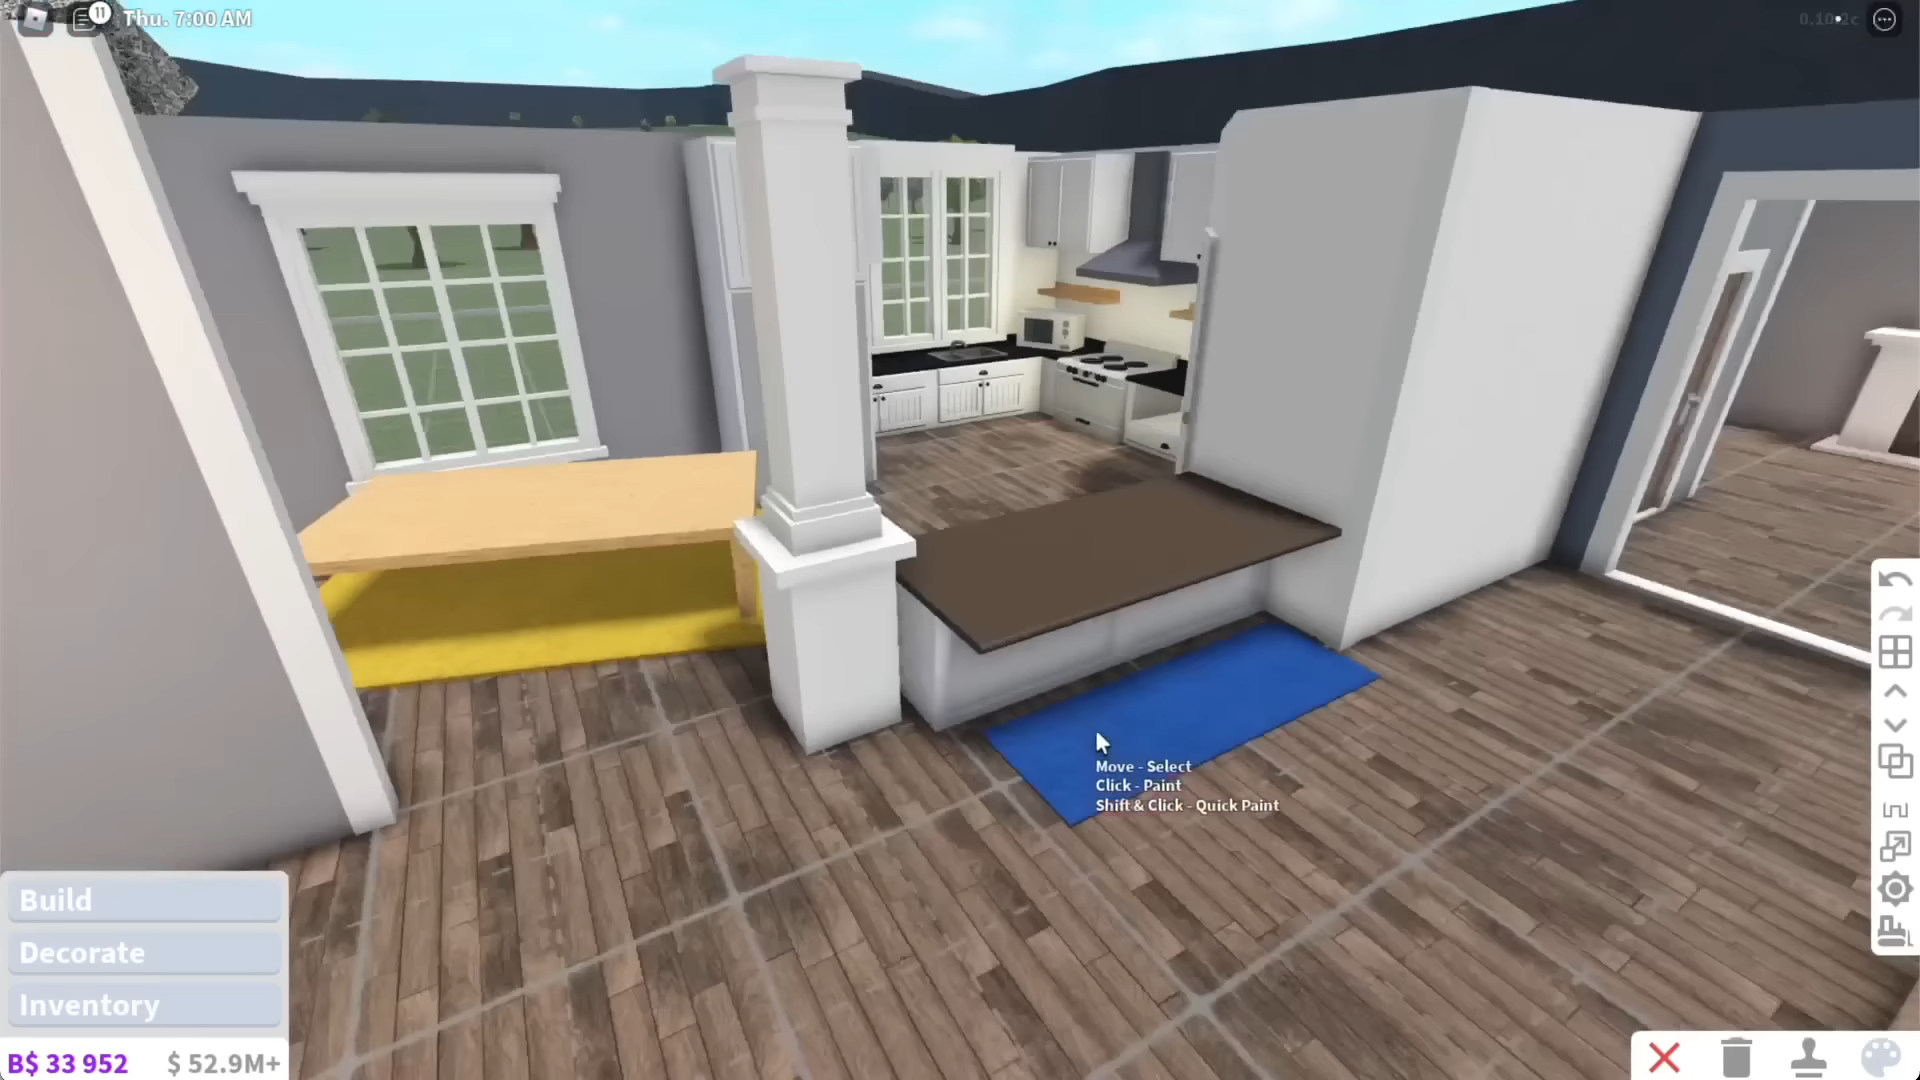 11
Thu. 7:00 AM
Move - Select
Click - Paint
Shift & Click - Quick Paint
Build
Decorate
Inventory
B$ 33 952
$ 52.9M+